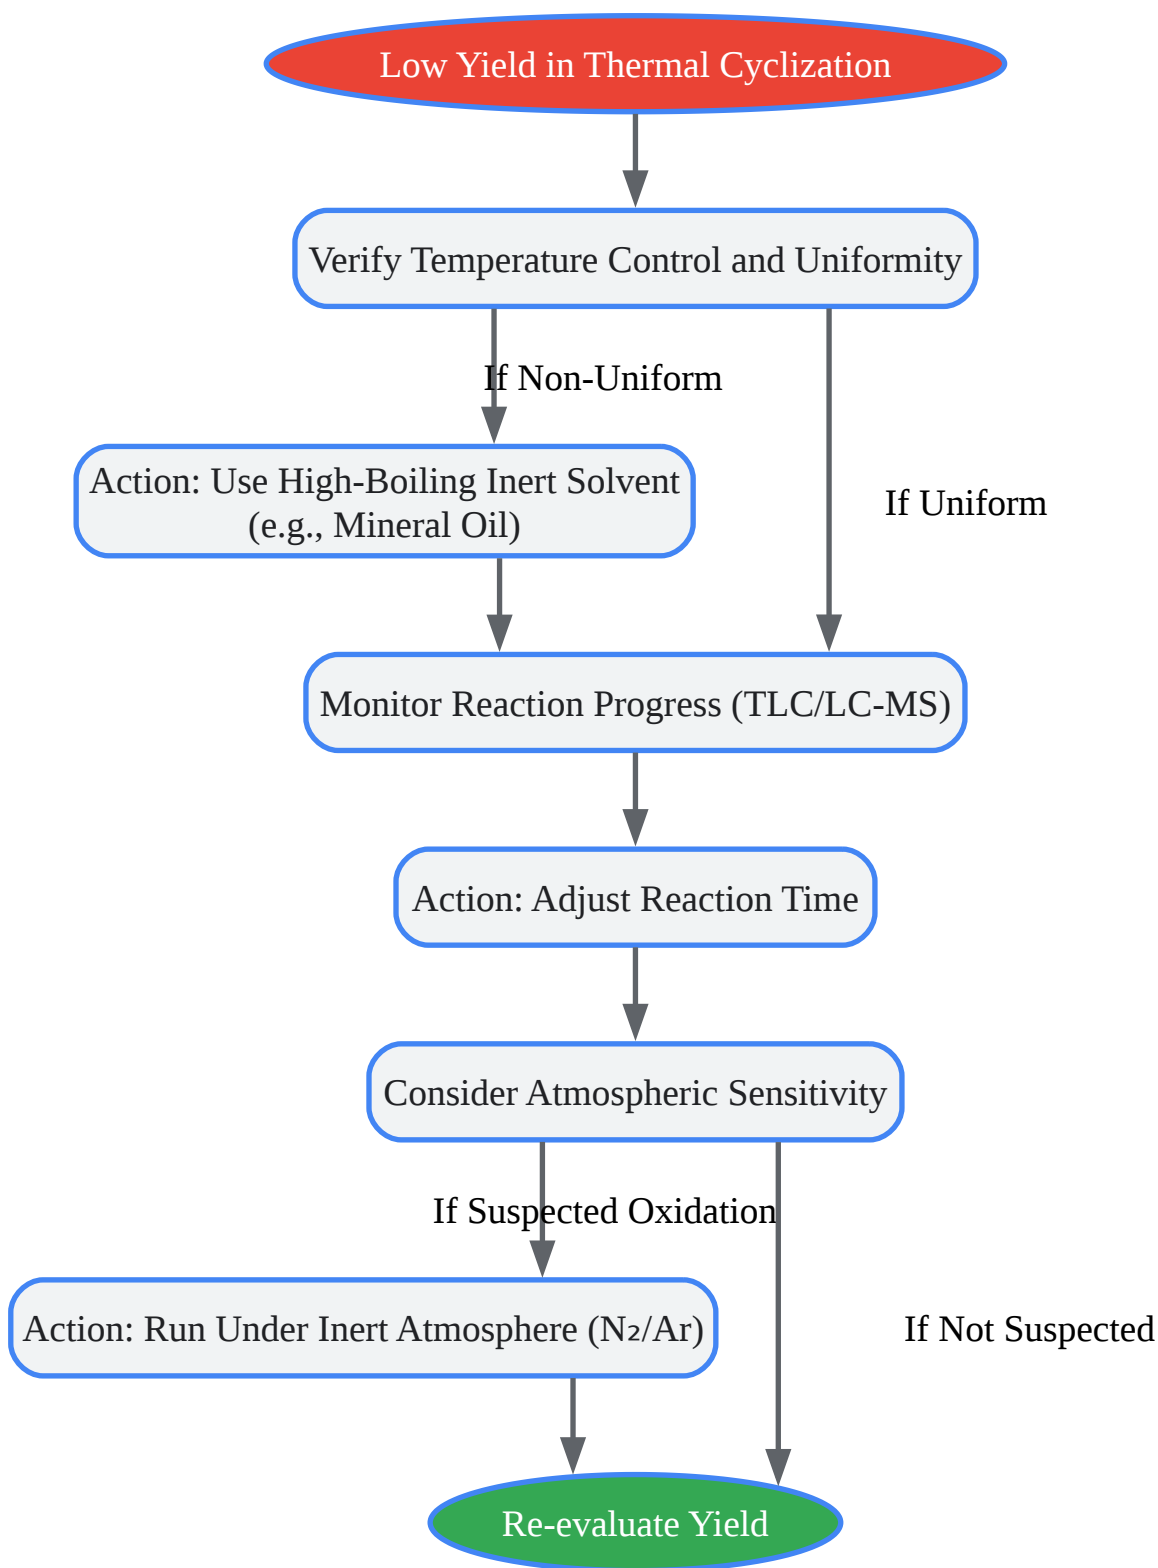 Low Yield in Thermal Cyclization
Verify Temperature Control and Uniformity
If Non-Uniform
Action: Use High-Boiling Inert Solvent
(e.g., Mineral Oil)
If Uniform
Monitor Reaction Progress (TLC/LC-MS)
Action: Adjust Reaction Time
Consider Atmospheric Sensitivity
If Suspected Oxidation
Action: Run Under Inert Atmosphere (N₂/Ar)
If Not Suspected
Re-evaluate Yield